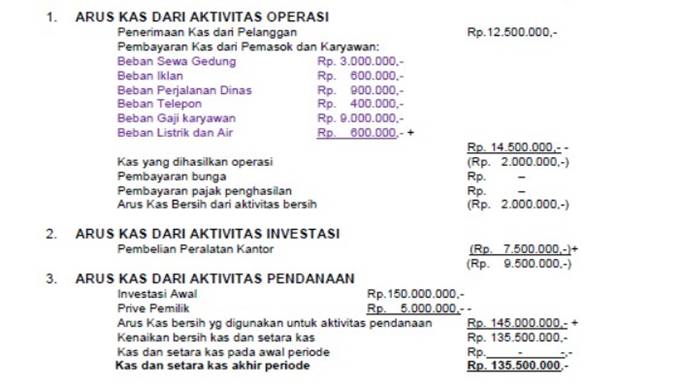 1. ARUS KAS DARI AKTIVITAS OPERASI
Penerimaan Kas dari Pelanggan Rp.12.500.000,-
Pembayaran Kas dari Pemasok dan Karyawan:
Beban Sewa Gedung Rp. 3.000.000,-
Beban Iklan Rp. 600.000,-
Beban Perjalanan Dinas Rp. 900.000,-
Beban Telepon Rp. 400.000,-
Beban Gaji karyawan Rp. 9.000.000,-
Beban Listrik dan Air Rp. 600.000,- +
Rp. 14.500.000,- -
Kas yang dihasilkan operasi (Rp. 2.000.000,-)
Pembayaran bunga Rp. –
Pembayaran pajak penghasilan Rp. –
Arus Kas Bersih dari aktivitas bersih (Rp. 2.000.000,-)
2. ARUS KAS DARI AKTIVITAS INVESTASI
Pembelian Peralatan Kantor (Rp. 7.500.000,-)+
(Rp. 9.500.000,-)
3. ARUS KAS DARI AKTIVITAS PENDANAAN
Investasi Awal Rp.150.000.000,-
Prive Pemilik Rp. 5.000.000,- -
Arus Kas bersih yg digunakan untuk aktivitas pendanaan Rp. 145.000.000,- +
Kenaikan bersih kas dan setara kas Rp. 135.500.000,-
Kas dan setara kas pada awal periode Rp. - -,-
Kas dan setara kas akhir periode Rp. 135.500.000,-